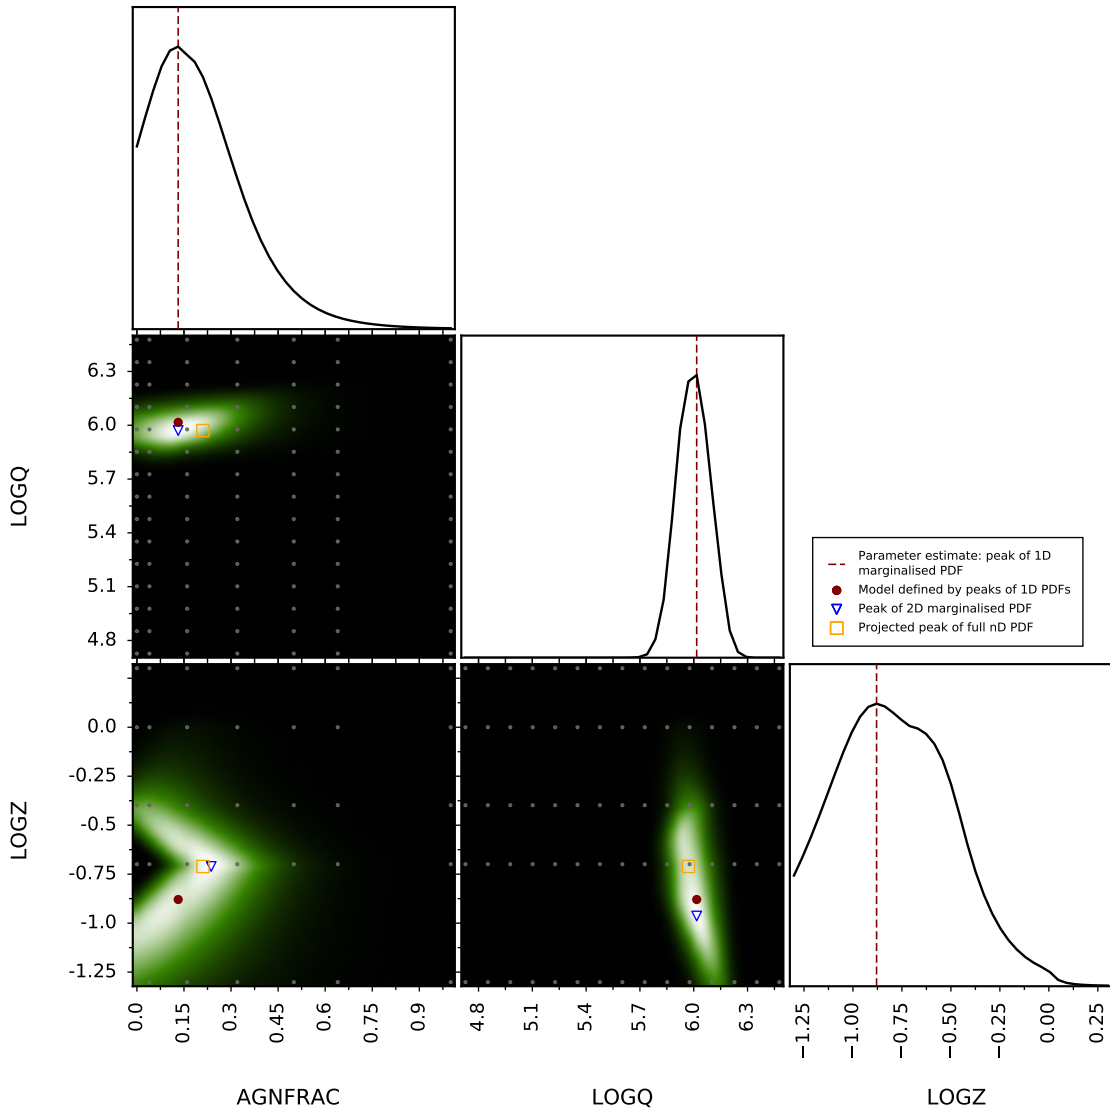 6.3
6.0
5.7
5.4
5.1
4.8
LOGQ
Parameter estimate: peak of 1D
marginalised PDF
Model defined by peaks of 1D PDFs
Peak of 2D marginalised PDF
Projected peak of full nD PDF
0.0
-0.25
-0.5
-0.75
-1.0
-1.25
LOGZ
0.0 0.15 0.3 0.45 0.6 0.75 0.9
4.8 5.1 5.4 5.7 6.0 6.3
−1.25 −1.00 −0.75 −0.50 −0.25 0.00 0.25
AGNFRAC LOGQ LOGZ